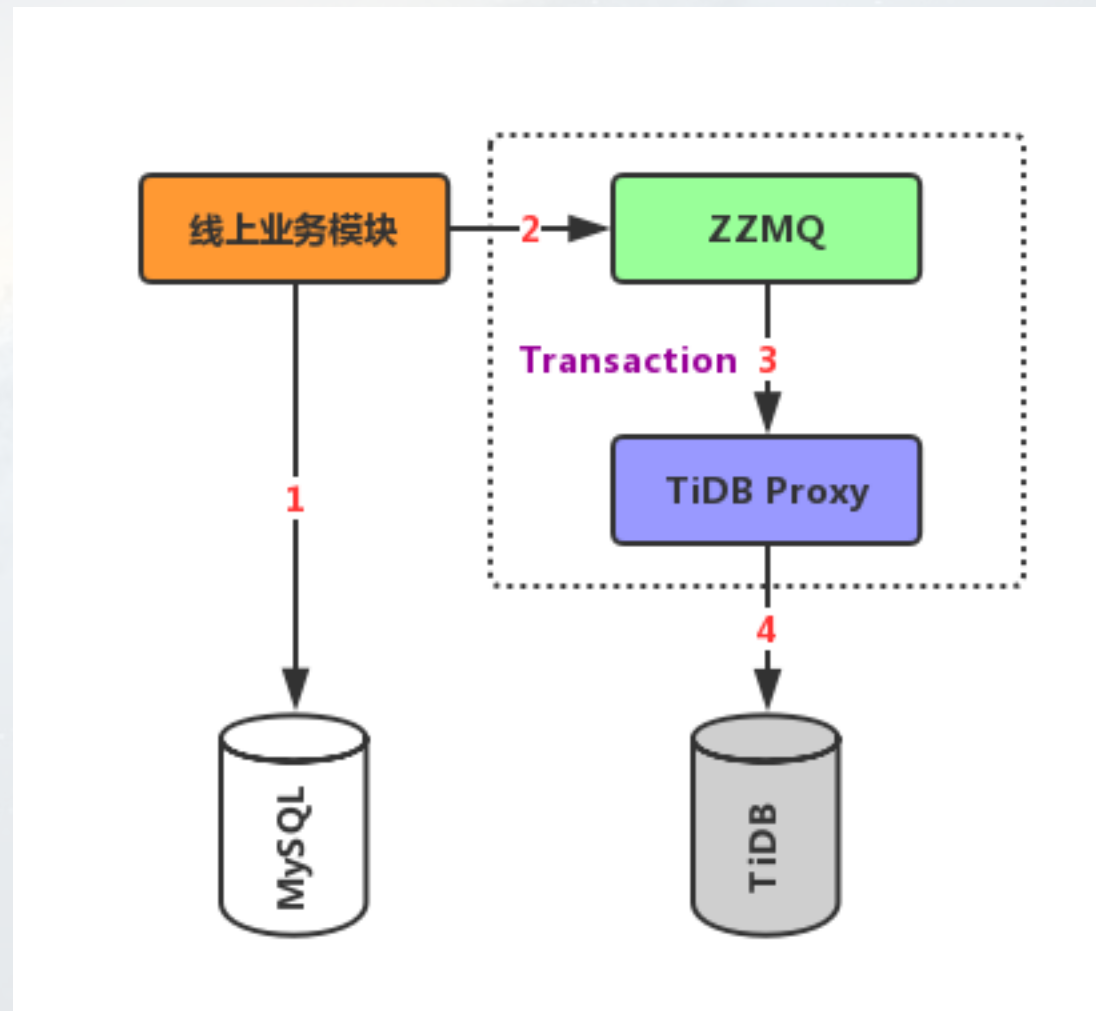 线上业务模块
2
ZZMQ
Transaction
3
TiDB Proxy
1
4
MySQL
TiDB